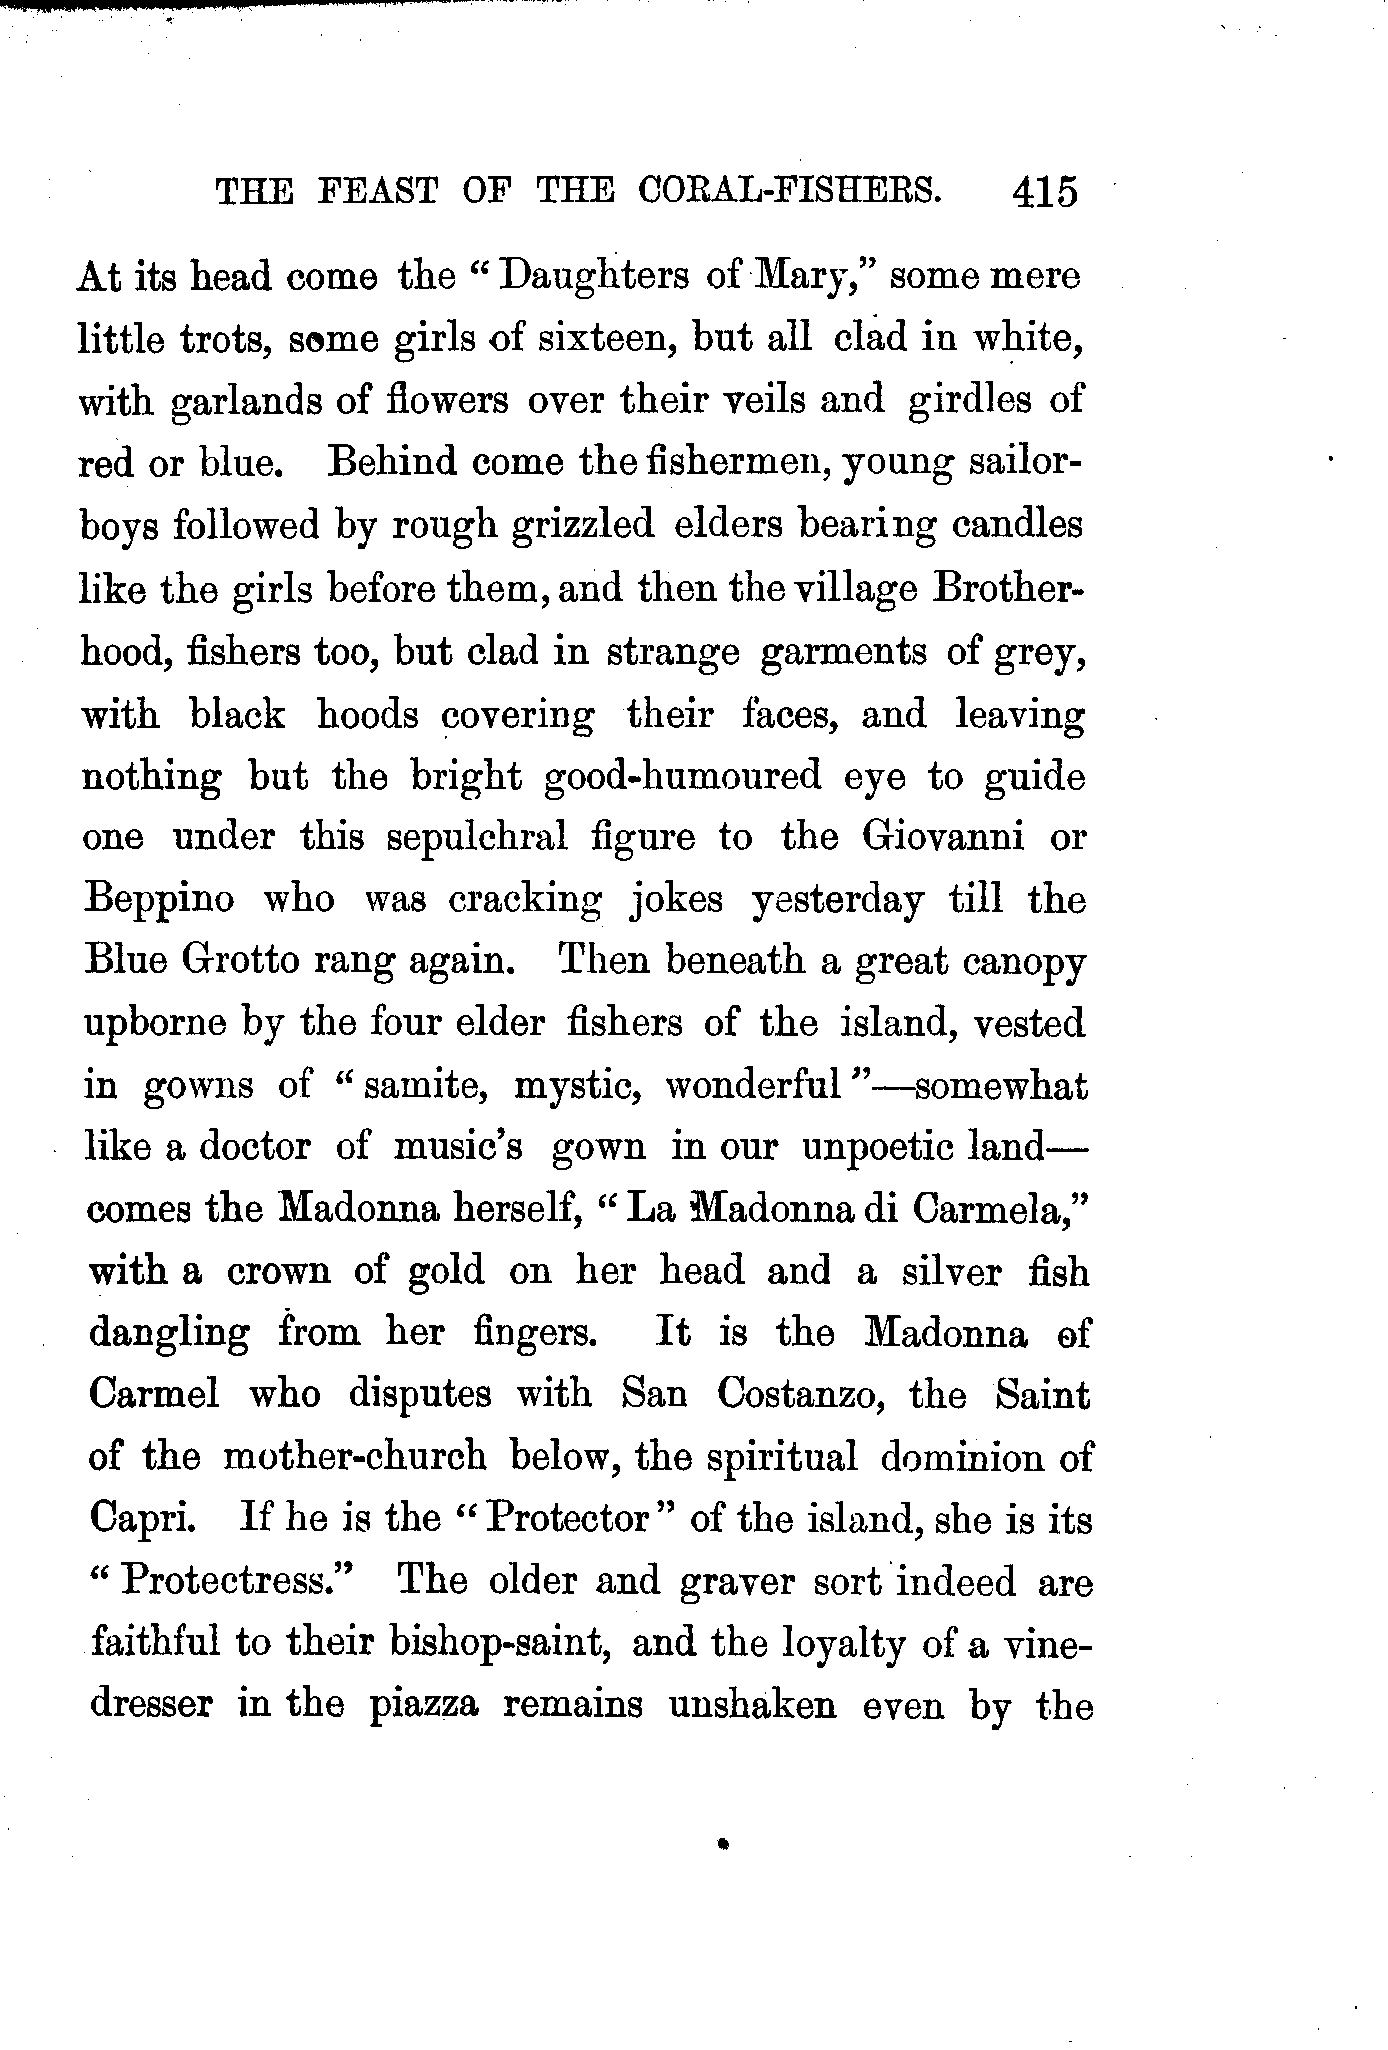 THE FEAST OF THE CORAL-FISHERS. 415
At its head come the “Daughters of Mary,” some mere
little trots, some girls of sixteen, but all clad in white,
with garlands of flowers over their veils and girdles of
red or blue. Behind come the fishermen, young sailor-
boys followed by rough grizzled elders bearing candles
like the girls before them, and then the village Brother-
hood, fishers too, but clad in strange garments of grey,
with black hoods covering their faces, and leaving
nothing but the bright good-humoured eye to guide
one under this sepulchral figure to the Giovanni or
Beppino who was cracking jokes yesterday till the
Blue Grotto rang again. Then beneath a great canopy
upborne by the four elder fishers of the island, vested
in gowns of “samite, mystic, wonderful”—somewhat
like a doctor of music’s gown in our unpoetic land—
comes the Madonna herself, “La Madonna di Carmela,”
with a crown of gold on her head and a silver fish
dangling from her fingers. It is the Madonna of
Carmel who disputes with San Costanzo, the Saint
of the mother-church below, the spiritual dominion of
Capri. If he is the “Protector” of the island, she is its
“Protectress.” The older and graver sort indeed are
faithful to their bishop-saint, and the loyalty of a vine-
dresser in the piazza remains unshaken even by the